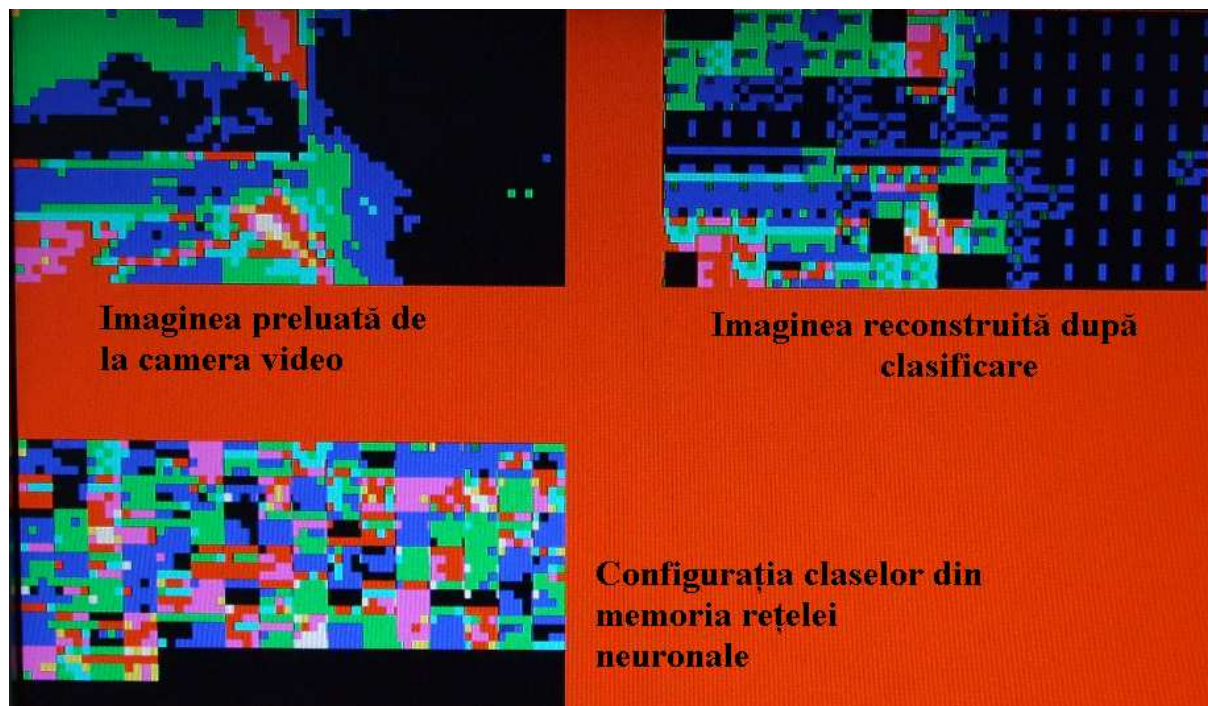 Imaginea preluată de
la camera video
Imaginea reconstruită după
clasificare
Configurația claselor din
memoria rețelei
neuronale